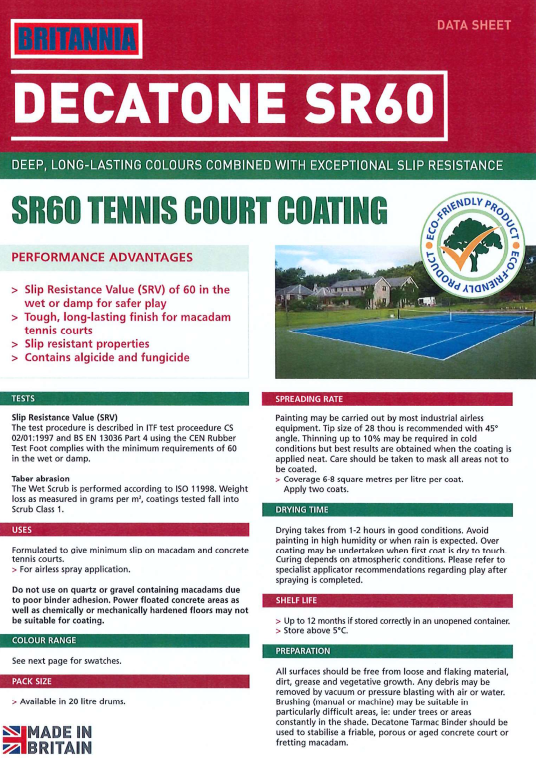 BRITANNIA
DATA SHEET
DECATONE SR60
DEEP, LONG-LASTING COLOURS COMBINED WITH EXCEPTIONAL SLIP RESISTANCE
SR60 TENNIS COURT COATING
ECO-FRIENDLY PRODUCT • ECO-FRIENDLY PRODUCT •
PERFORMANCE ADVANTAGES
> Slip Resistance Value (SRV) of 60 in the
wet or damp for safer play
> Tough, long-lasting finish for macadam
tennis courts
> Slip resistant properties
> Contains algicide and fungicide
TESTS
Slip Resistance Value (SRV)
The test procedure is described in ITF test proceedure CS
02/01:1997 and BS EN 13036 Part 4 using the CEN Rubber
Test Foot complies with the minimum requirements of 60
in the wet or damp.
Taber abrasion
The Wet Scrub is performed according to ISO 11998. Weight
loss as measured in grams per m², coatings tested fall into
Scrub Class 1.
USES
Formulated to give minimum slip on macadam and concrete
tennis courts.
> For airless spray application.
Do not use on quartz or gravel containing macadams due
to poor binder adhesion. Power floated concrete areas as
well as chemically or mechanically hardened floors may not
be suitable for coating.
COLOUR RANGE
See next page for swatches.
PACK SIZE
> Available in 20 litre drums.
MADE IN
BRITAIN
SPREADING RATE
Painting may be carried out by most industrial airless
equipment. Tip size of 28 thou is recommended with 45°
angle. Thinning up to 10% may be required in cold
conditions but best results are obtained when the coating is
applied neat. Care should be taken to mask all areas not to
be coated.
> Coverage 6-8 square metres per litre per coat.
Apply two coats.
DRYING TIME
Drying takes from 1-2 hours in good conditions. Avoid
painting in high humidity or when rain is expected. Over
coating may be undertaken when first coat is dry to touch.
Curing depends on atmospheric conditions. Please refer to
specialist applicator recommendations regarding play after
spraying is completed.
SHELF LIFE
> Up to 12 months if stored correctly in an unopened container.
> Store above 5°C.
PREPARATION
All surfaces should be free from loose and flaking material,
dirt, grease and vegetative growth. Any debris may be
removed by vacuum or pressure blasting with air or water.
Brushing (manual or machine) may be suitable in
particularly difficult areas, ie: under trees or areas
constantly in the shade. Decatone Tarmac Binder should be
used to stabilise a friable, porous or aged concrete court or
fretting macadam.